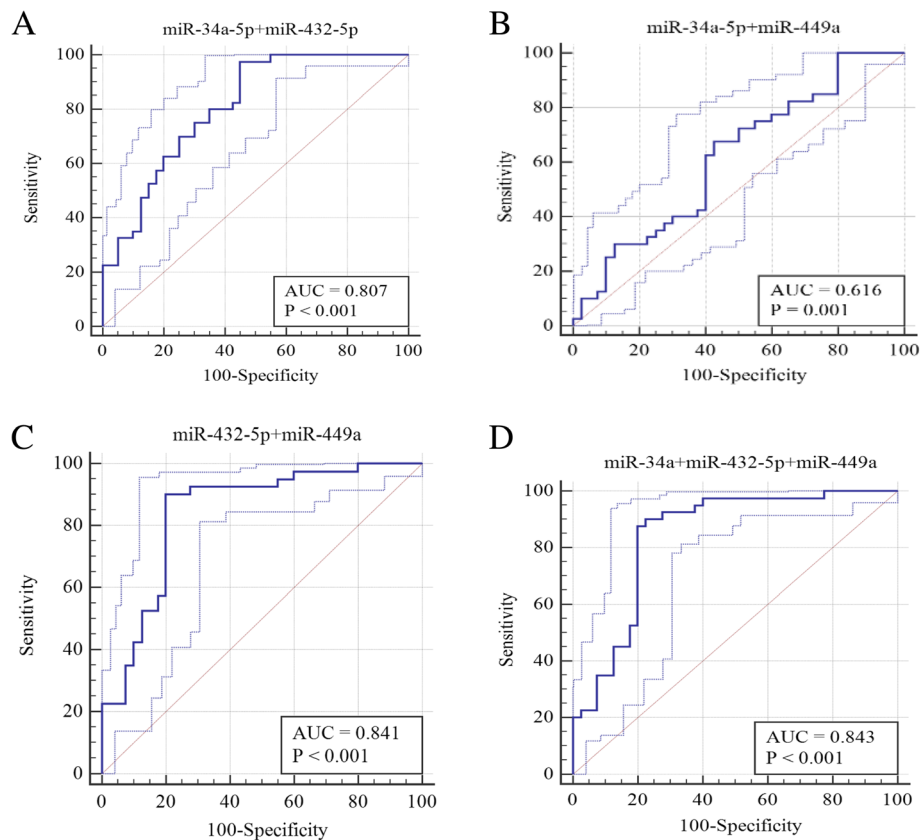 A
miR-34a-5p+miR-432-5p
100
80
60
40
20
0
Sensitivity
AUC = 0.807
P < 0.001
0 20 40 60 80 100
100-Specificity
B
miR-34a-5p+miR-449a
100
80
60
40
20
0
Sensitivity
AUC = 0.616
P = 0.001
0 20 40 60 80 100
100-Specificity
C
miR-432-5p+miR-449a
100
80
60
40
20
0
Sensitivity
AUC = 0.841
P < 0.001
0 20 40 60 80 100
100-Specificity
D
miR-34a+miR-432-5p+miR-449a
100
80
60
40
20
0
Sensitivity
AUC = 0.843
P < 0.001
0 20 40 60 80 100
100-Specificity